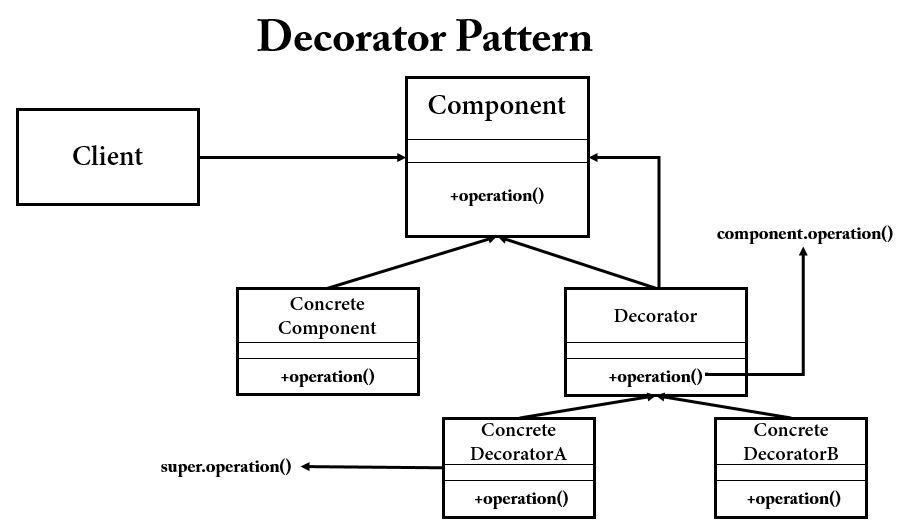 Decorator Pattern
Component
Client
+operation()
component.operation()
Concrete
Component
Decorator
+operation()
+operation()
Concrete
DecoratorA
Concrete
DecoratorB
super.operation()
+operation()
+operation()